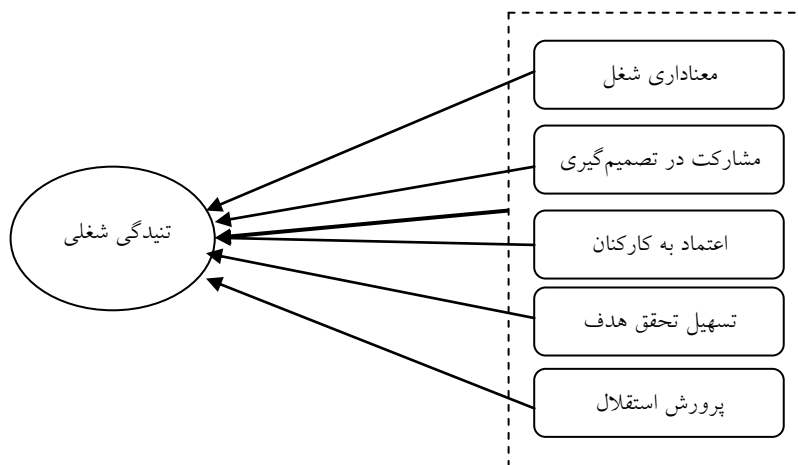 معناداری شغل
مشارکت در تصمیم‌گیری
تنیدگی شغلی
اعتماد به کارکنان
تسهیل تحقق هدف
پرورش استقلال